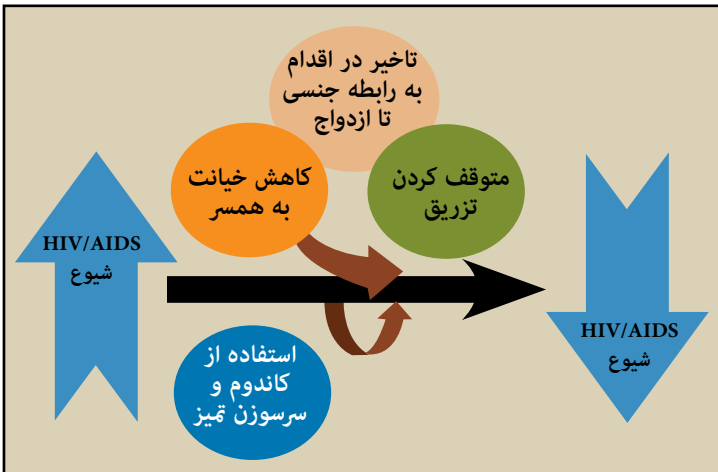 تاخیر در اقدام
به رابطه جنسی
تا ازدواج
کاهش خیانت
به همسر
متوقف کردن
تزریق
HIV/AIDS
شیوع
HIV/AIDS
شیوع
استفاده از
کاندوم و
سرسوزن تمیز